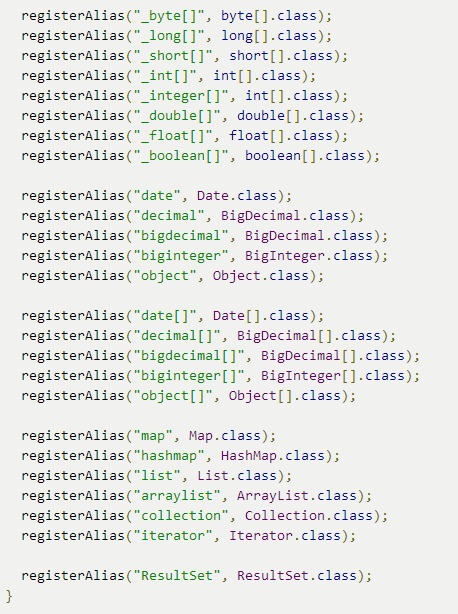 registerAlias("_byte[]", byte[].class);
registerAlias("_long[]", long[].class);
registerAlias("_short[]", short[].class);
registerAlias("_int[]", int[].class);
registerAlias("_integer[]", int[].class);
registerAlias("_double[]", double[].class);
registerAlias("_float[]", float[].class);
registerAlias("_boolean[]", boolean[].class);
registerAlias("date", Date.class);
registerAlias("decimal", BigDecimal.class);
registerAlias("bigdecimal", BigDecimal.class);
registerAlias("biginteger", BigInteger.class);
registerAlias("object", Object.class);
registerAlias("date[]", Date[].class);
registerAlias("decimal[]", BigDecimal[].class);
registerAlias("bigdecimal[]", BigDecimal[].class);
registerAlias("biginteger[]", BigInteger[].class);
registerAlias("object[]", Object[].class);
registerAlias("map", Map.class);
registerAlias("hashmap", HashMap.class);
registerAlias("list", List.class);
registerAlias("arraylist", ArrayList.class);
registerAlias("collection", Collection.class);
registerAlias("iterator", Iterator.class);
registerAlias("ResultSet", ResultSet.class);
}